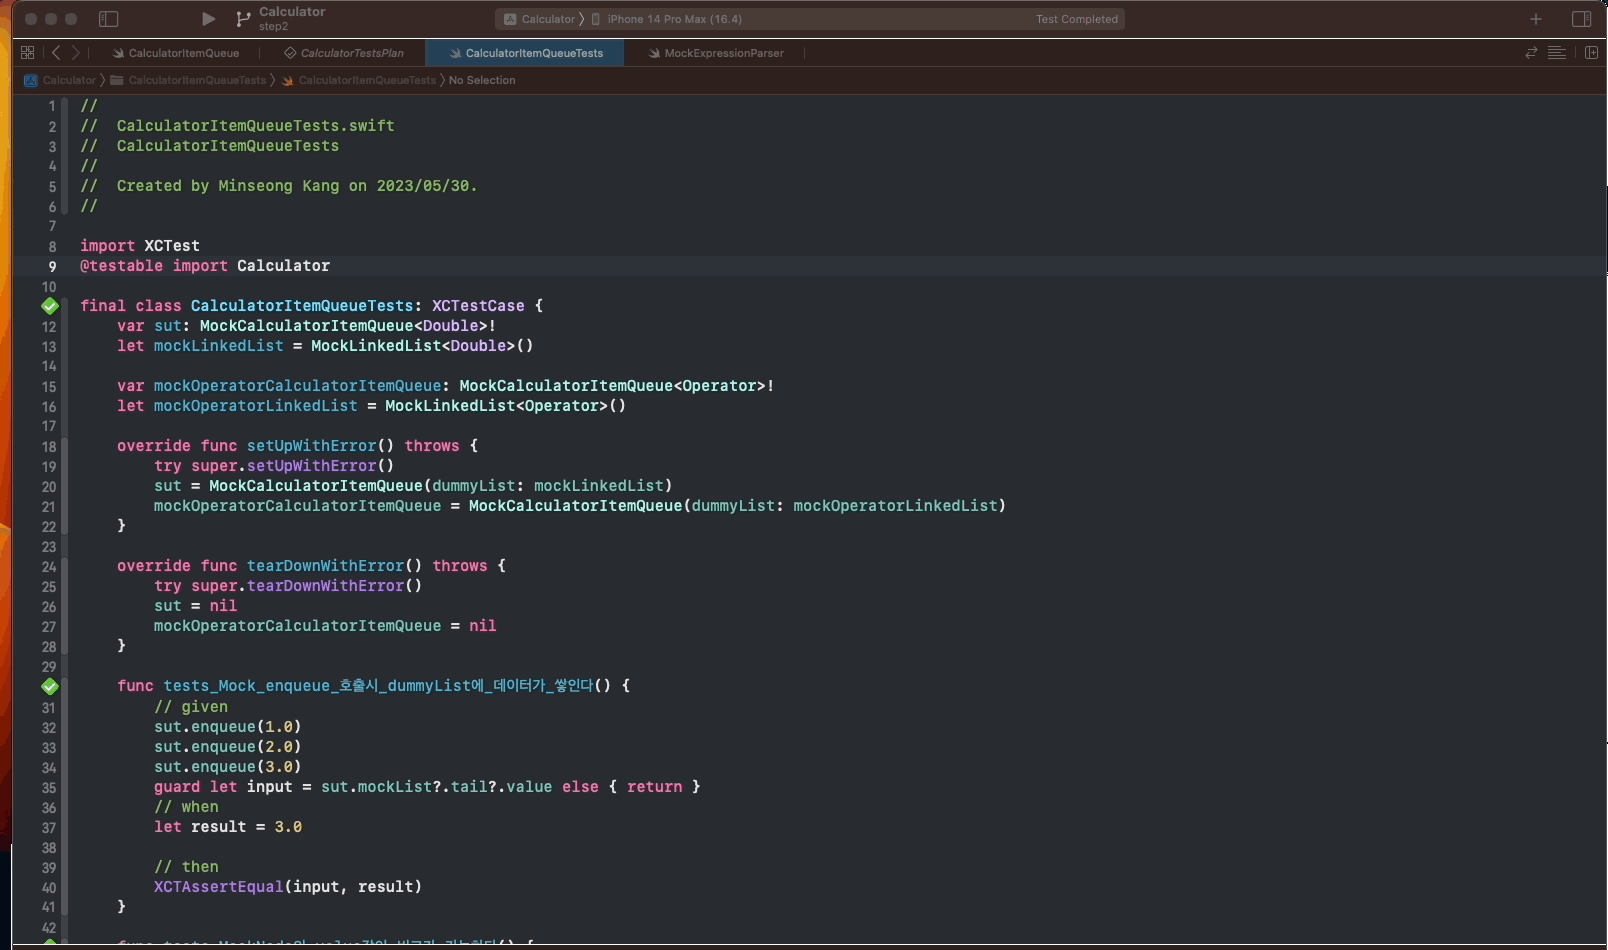 Calculator
step2
Calculator 〉 iPhone 14 Pro Max (16.4)
Test Completed
CalculatorItemQueue
CalculatorTestsPlan
CalculatorItemQueueTests
MockExpressionParser
Calculator 〉 CalculatorItemQueueTests 〉 CalculatorItemQueueTests 〉 No Selection
1 //
2 //  CalculatorItemQueueTests.swift
3 //  CalculatorItemQueueTests
4 //
5 //  Created by Minseong Kang on 2023/05/30.
6 //
7
8 import XCTest
9 @testable import Calculator
10
final class CalculatorItemQueueTests: XCTestCase {
12     var sut: MockCalculatorItemQueue<Double>!
13     let mockLinkedList = MockLinkedList<Double>()
14
15     var mockOperatorCalculatorItemQueue: MockCalculatorItemQueue<Operator>!
16     let mockOperatorLinkedList = MockLinkedList<Operator>()
17
18     override func setUpWithError() throws {
19         try super.setUpWithError()
20         sut = MockCalculatorItemQueue(dummyList: mockLinkedList)
21         mockOperatorCalculatorItemQueue = MockCalculatorItemQueue(dummyList: mockOperatorLinkedList)
22     }
23
24     override func tearDownWithError() throws {
25         try super.tearDownWithError()
26         sut = nil
27         mockOperatorCalculatorItemQueue = nil
28     }
29
func tests_Mock_enqueue_호출시_dummyList에_데이터가_쌓인다() {
31         // given
32         sut.enqueue(1.0)
33         sut.enqueue(2.0)
34         sut.enqueue(3.0)
35         guard let input = sut.mockList?.tail?.value else { return }
36         // when
37         let result = 3.0
38
39         // then
40         XCTAssertEqual(input, result)
41     }
42